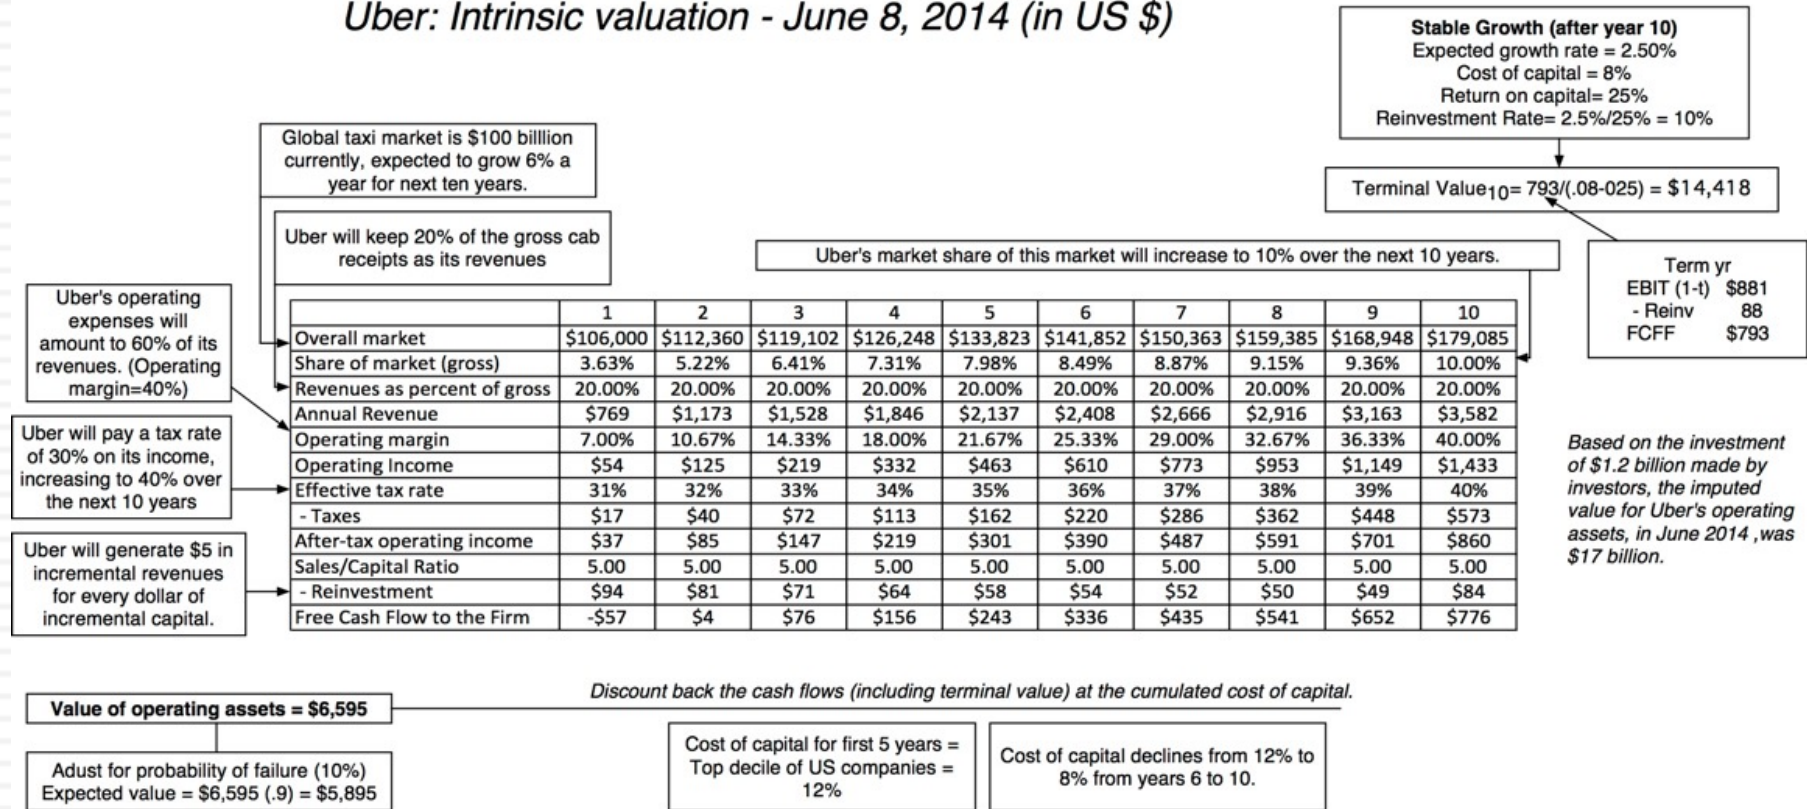 Uber: Intrinsic valuation - June 8, 2014 (in US $)
Stable Growth (after year 10)
Expected growth rate = 2.50%
Cost of capital = 8%
Return on capital= 25%
Reinvestment Rate= 2.5%/25% = 10%
Global taxi market is $100 billlion
currently, expected to grow 6% a
year for next ten years.
Terminal Value10= 793/(.08-025) = $14,418
Uber will keep 20% of the gross cab
receipts as its revenues
Uber's market share of this market will increase to 10% over the next 10 years.
Term yr
EBIT (1-t) $881
- Reinv 88
FCFF $793
Uber's operating
expenses will
amount to 60% of its
revenues. (Operating
margin=40%)
Uber will pay a tax rate
of 30% on its income,
increasing to 40% over
the next 10 years
Uber will generate $5 in
incremental revenues
for every dollar of
incremental capital.
1 2 3 4 5 6 7 8 9 10
Overall market $106,000 $112,360 $119,102 $126,248 $133,823 $141,852 $150,363 $159,385 $168,948 $179,085
Share of market (gross) 3.63% 5.22% 6.41% 7.31% 7.98% 8.49% 8.87% 9.15% 9.36% 10.00%
Revenues as percent of gross 20.00% 20.00% 20.00% 20.00% 20.00% 20.00% 20.00% 20.00% 20.00% 20.00%
Annual Revenue $769 $1,173 $1,528 $1,846 $2,137 $2,408 $2,666 $2,916 $3,163 $3,582
Operating margin 7.00% 10.67% 14.33% 18.00% 21.67% 25.33% 29.00% 32.67% 36.33% 40.00%
Operating Income $54 $125 $219 $332 $463 $610 $773 $953 $1,149 $1,433
Effective tax rate 31% 32% 33% 34% 35% 36% 37% 38% 39% 40%
- Taxes $17 $40 $72 $113 $162 $220 $286 $362 $448 $573
After-tax operating income $37 $85 $147 $219 $301 $390 $487 $591 $701 $860
Sales/Capital Ratio 5.00 5.00 5.00 5.00 5.00 5.00 5.00 5.00 5.00 5.00
- Reinvestment $94 $81 $71 $64 $58 $54 $52 $50 $49 $84
Free Cash Flow to the Firm -$57 $4 $76 $156 $243 $336 $435 $541 $652 $776
Based on the investment
of $1.2 billion made by
investors, the imputed
value for Uber's operating
assets, in June 2014 ,was
$17 billion.
Discount back the cash flows (including terminal value) at the cumulated cost of capital.
Value of operating assets = $6,595
Adust for probability of failure (10%)
Expected value = $6,595 (.9) = $5,895
Cost of capital for first 5 years =
Top decile of US companies =
12%
Cost of capital declines from 12% to
8% from years 6 to 10.